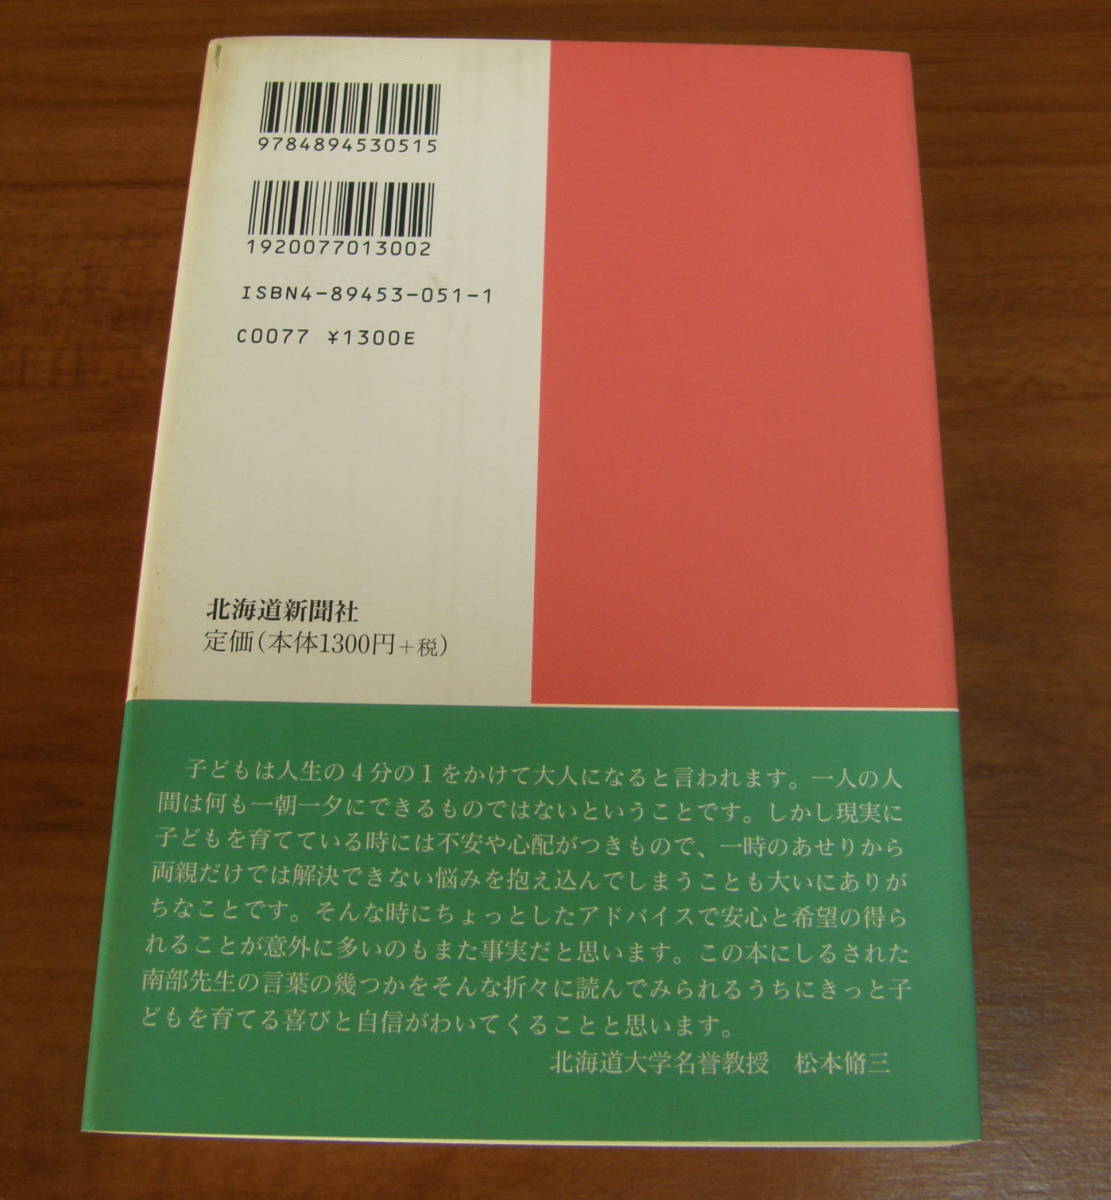 9784894530515
1920077013002
ISBN4-89453-051-1
C0077 ¥1300E
北海道新聞社
定価(本体1300円+税)
子どもは人生の4分の1をかけて大人になると言われます。一人の人
間は何も一朝一夕にできるものではないということです。しかし現実に
子どもを育てている時には不安や心配がつきもので、一時のあせりから
両親だけでは解決できない悩みを抱え込んでしまうことも大いにありが
ちなことです。そんな時にちょっとしたアドバイスで安心と希望の得ら
れることが意外に多いのもまた事実だと思います。この本にしるされた
南部先生の言葉の幾つかをそんな折々に読んでみられるうちにきっと子
どもを育てる喜びと自信がわいてくることと思います。
北海道大学名誉教授 松本脩三